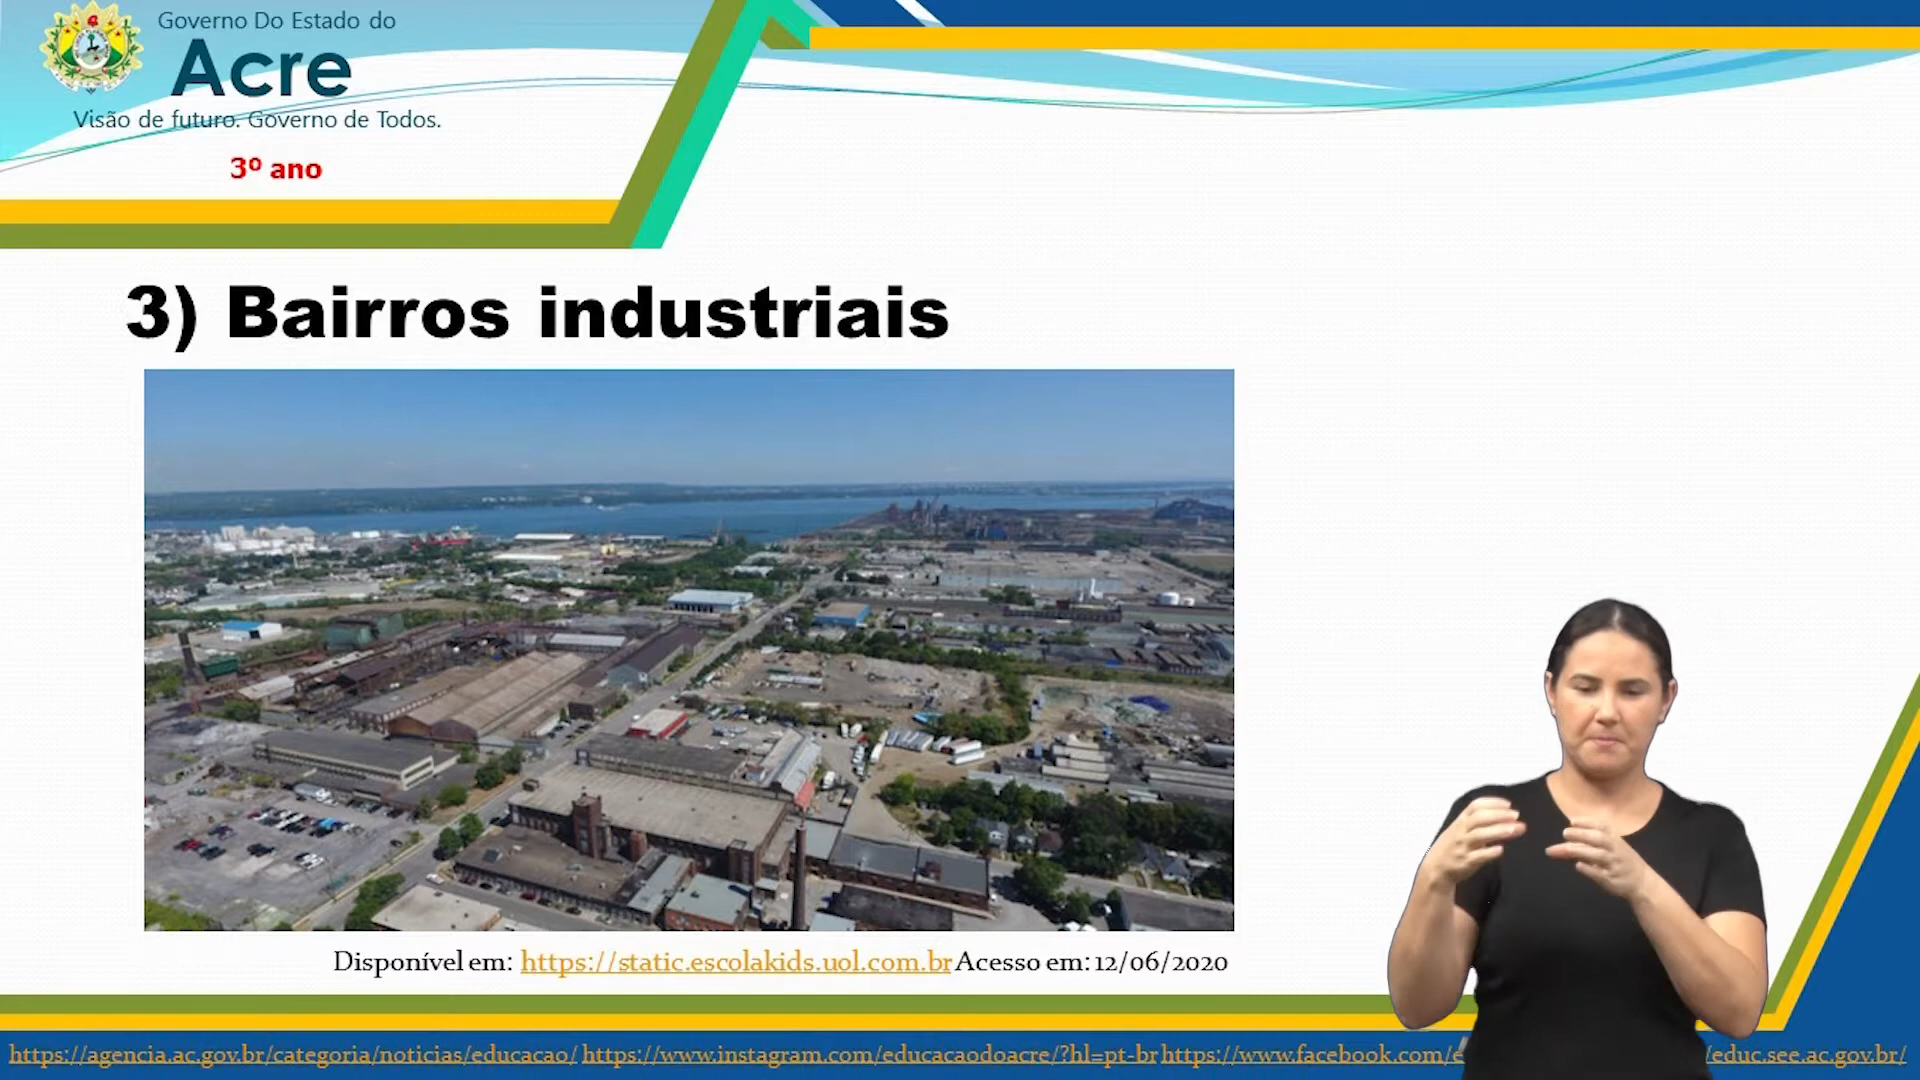 Governo Do Estado do
Acre
Visão de futuro. Governo de Todos.
3º ano
3) Bairros industriais
Disponível em: https://static.escolakids.uol.com.br Acesso em: 12/06/2020
https://agencia.ac.gov.br/categoria/noticias/educacao/ https://www.instagram.com/educacaodoacre/?hl=pt-br https://www.facebook.com/e /educ.see.ac.gov.br/